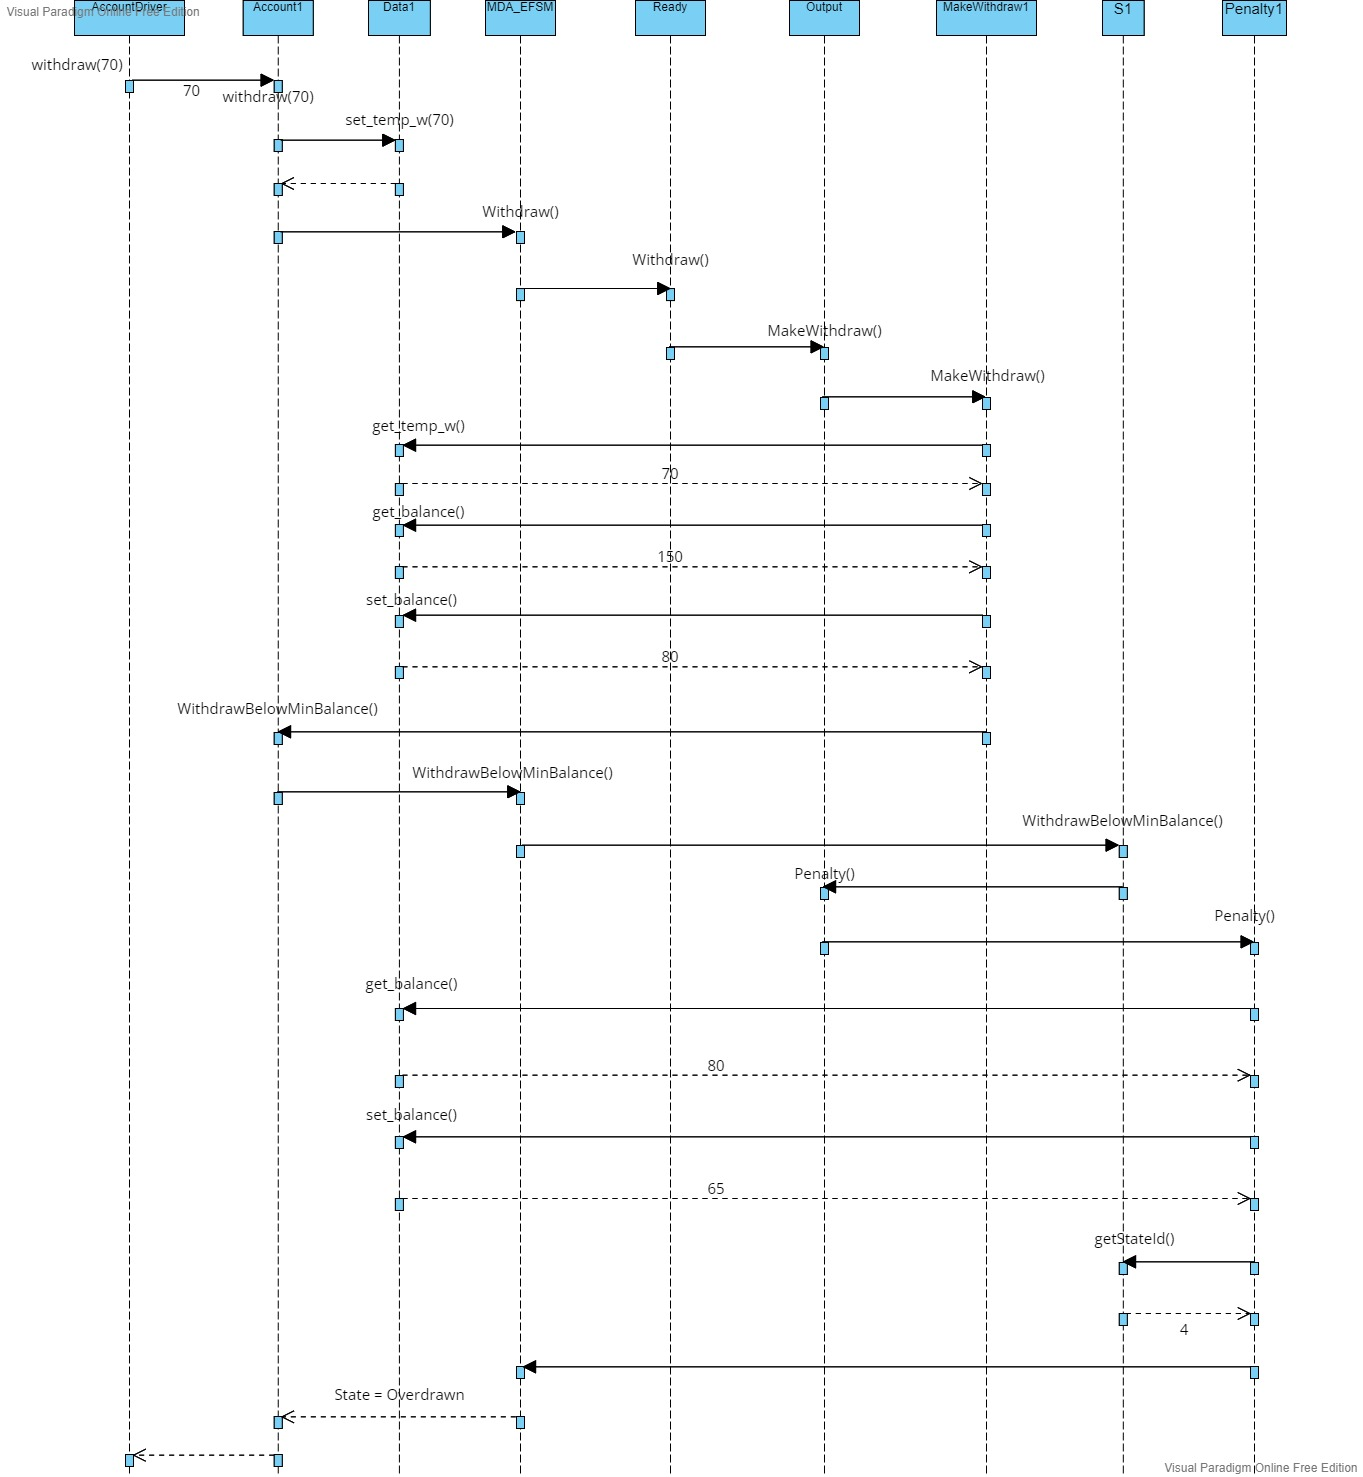 Visual Paradigm Online Free Edition
AccountDriver
Account1
Data1
MDA_EFSM
Ready
Output
MakeWithdraw1
S1
Penalty1
withdraw(70)
70
withdraw(70)
set_temp_w(70)
Withdraw()
Withdraw()
MakeWithdraw()
MakeWithdraw()
get_temp_w()
70
get_balance()
150
set_balance()
80
WithdrawBelowMinBalance()
WithdrawBelowMinBalance()
WithdrawBelowMinBalance()
Penalty()
Penalty()
get_balance()
80
set_balance()
65
getStateId()
4
State = Overdrawn
Visual Paradigm Online Free Edition